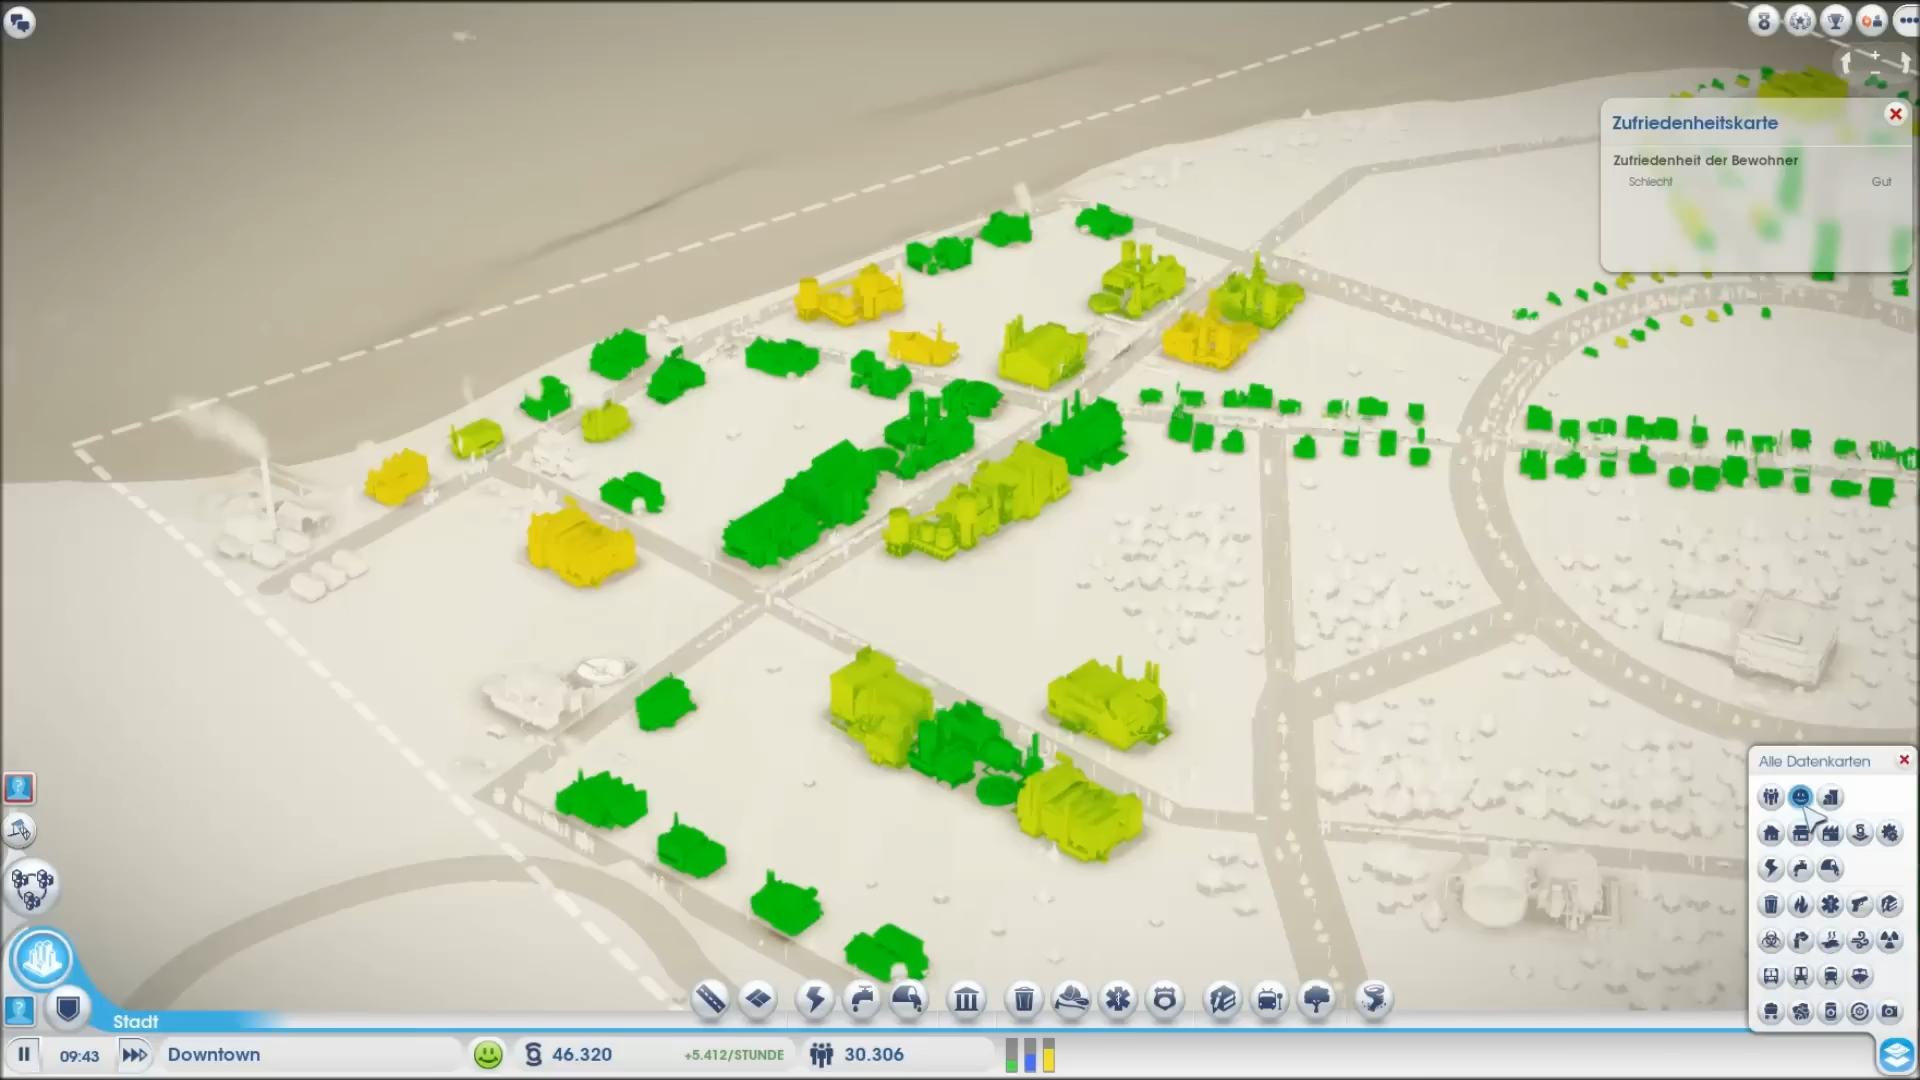 Zufriedenheitskarte
Zufriedenheit der Bewohner
Schlecht
Gut
Alle Datenkarten
Stadt
09:43
Downtown
46.320
+5.412/STUNDE
30.306